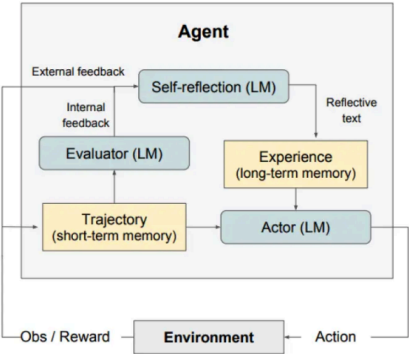 Agent
External feedback
Self-reflection (LM)
Internal
feedback
Reflective
text
Evaluator (LM)
Experience
(long-term memory)
Trajectory
(short-term memory)
Actor (LM)
Obs / Reward
Environment
Action